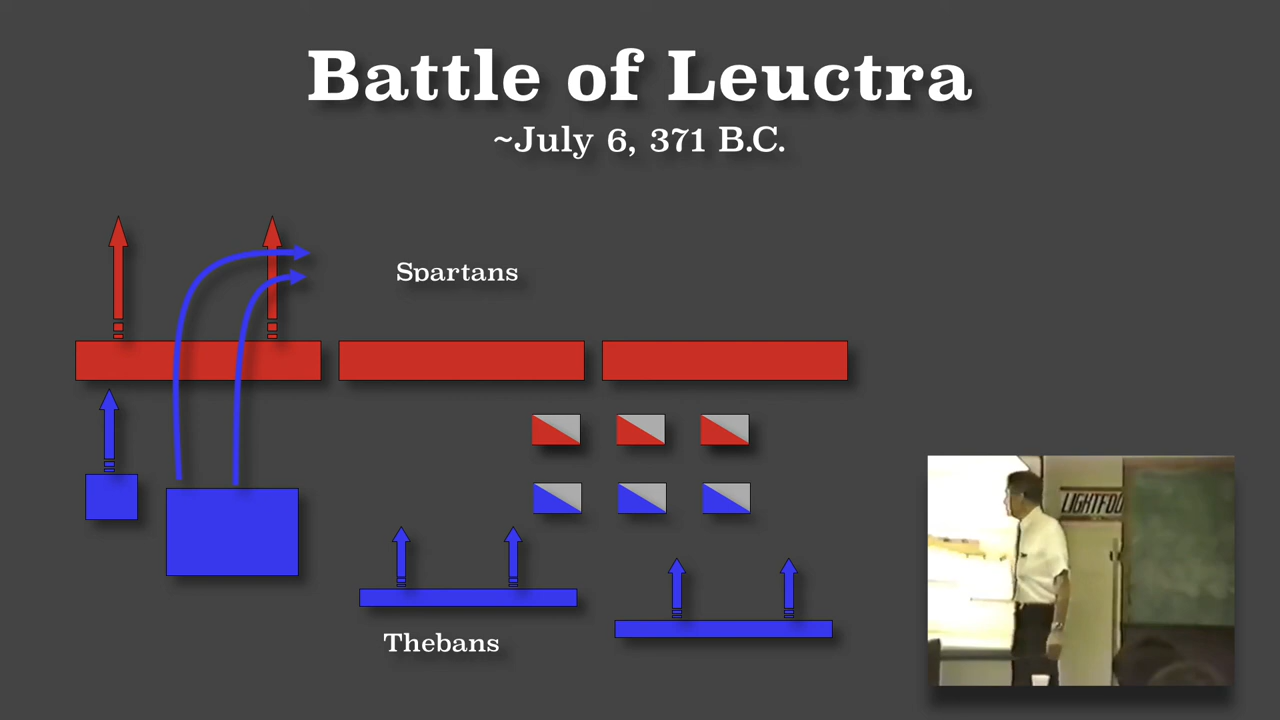 Battle of Leuctra
~July 6, 371 B.C.
Spartans
LIGHTFOO
Thebans